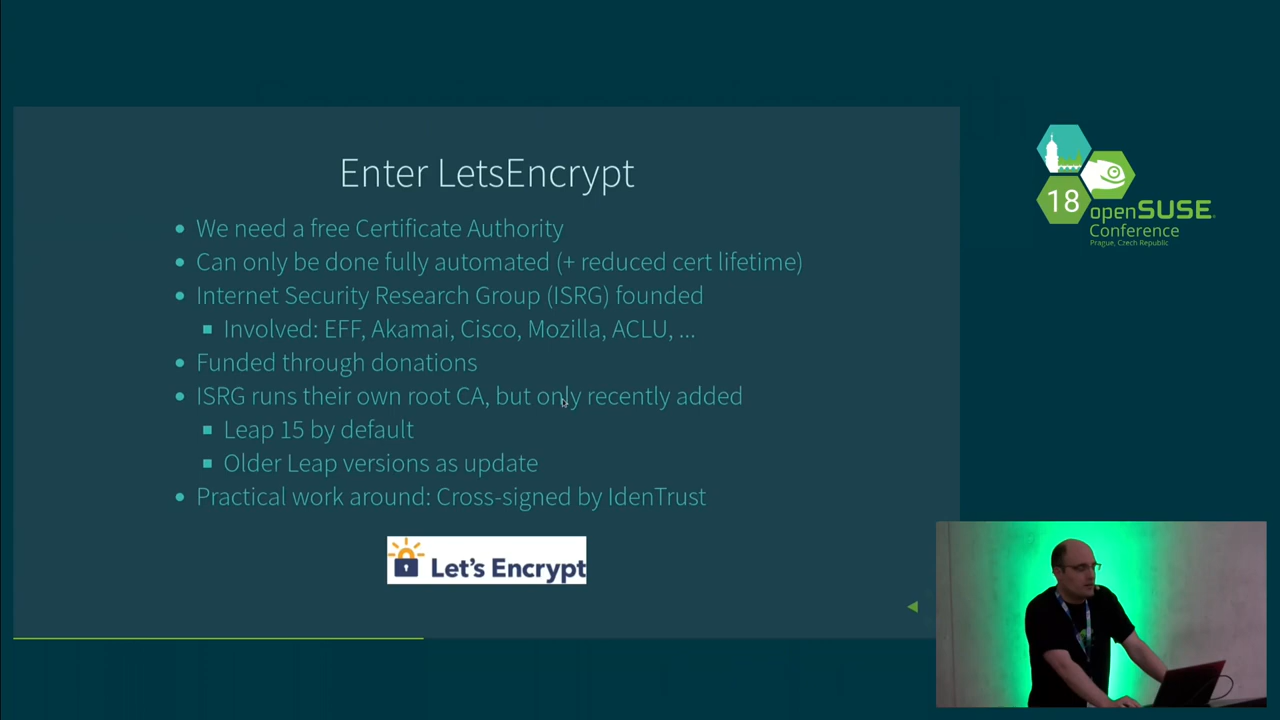 Enter LetsEncrypt
We need a free Certificate Authority
Can only be done fully automated (+ reduced cert lifetime)
Internet Security Research Group (ISRG) founded
Involved: EFF, Akamai, Cisco, Mozilla, ACLU, ...
Funded through donations
ISRG runs their own root CA, but only recently added
Leap 15 by default
Older Leap versions as update
Practical work around: Cross-signed by IdenTrust
Let's Encrypt
18
openSUSE
Conference
Prague, Czech Republic